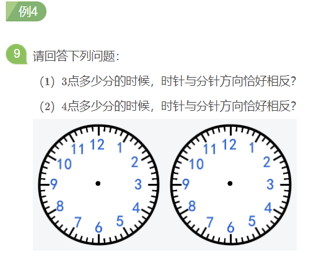 例4
9 请回答下列问题：
（1）3点多少分的时候，时针与分针方向恰好相反？
（2）4点多少分的时候，时针与分针方向恰好相反？
12 1 2 3 4 5 6 7 8 9 10 11
12 1 2 3 4 5 6 7 8 9 10 11